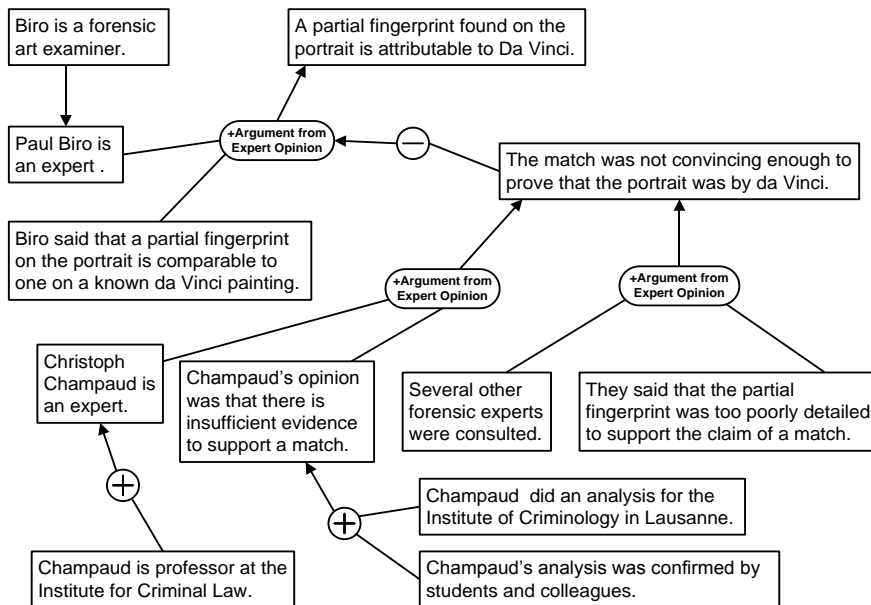 Biro is a forensic
art examiner.
A partial fingerprint found on the
portrait is attributable to Da Vinci.
Paul Biro is
an expert .
+Argument from
Expert Opinion
The match was not convincing enough to
prove that the portrait was by da Vinci.
Biro said that a partial fingerprint
on the portrait is comparable to
one on a known da Vinci painting.
+Argument from
Expert Opinion
+Argument from
Expert Opinion
Christoph
Champaud is
an expert.
Champaud's opinion
was that there is
insufficient evidence
to support a match.
Several other
forensic experts
were consulted.
They said that the partial
fingerprint was too poorly detailed
to support the claim of a match.
Champaud did an analysis for the
Institute of Criminology in Lausanne.
Champaud is professor at the
Institute for Criminal Law.
Champaud's analysis was confirmed by
students and colleagues.